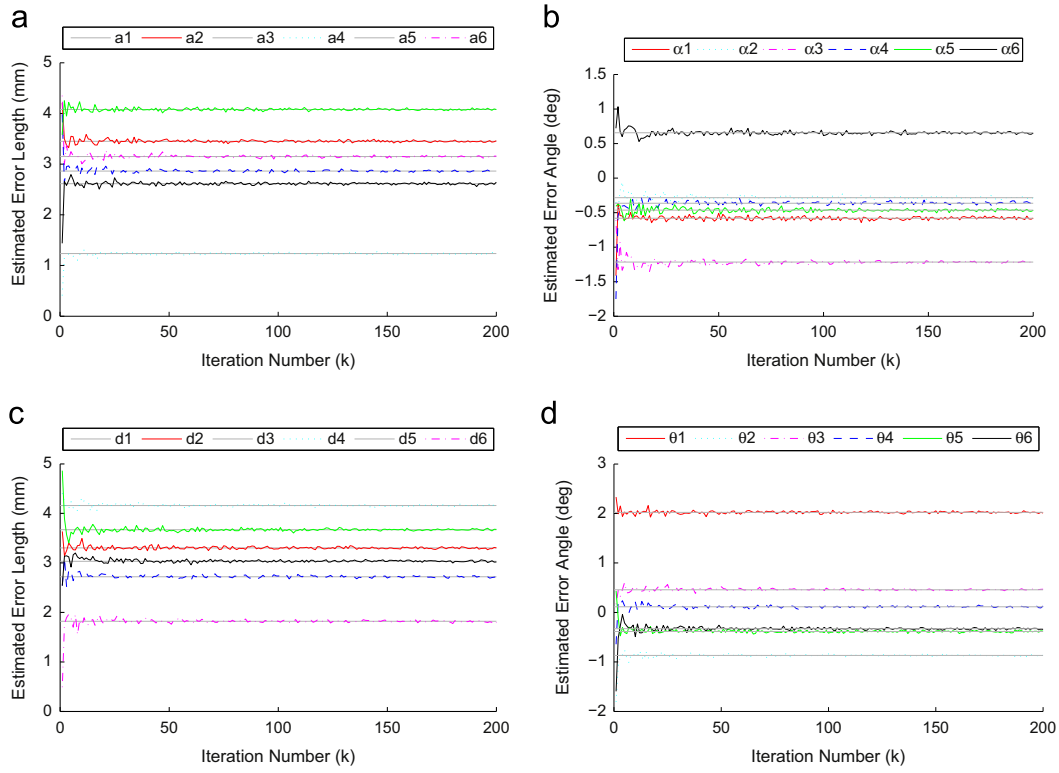 a
a1 a2 a3 a4 a5 a6
5
4
3
2
1
0
Estimated Error Length (mm)
0 50 100 150 200
Iteration Number (k)
b
α1 α2 α3 α4 α5 α6
1.5
1
0.5
0
−0.5
−1
−1.5
−2
Estimated Error Angle (deg)
0 50 100 150 200
Iteration Number (k)
c
d1 d2 d3 d4 d5 d6
5
4
3
2
1
0
Estimated Error Length (mm)
0 50 100 150 200
Iteration Number (k)
d
θ1 θ2 θ3 θ4 θ5 θ6
3
2
1
0
−1
−2
Estimated Error Angle (deg)
0 50 100 150 200
Iteration Number (k)